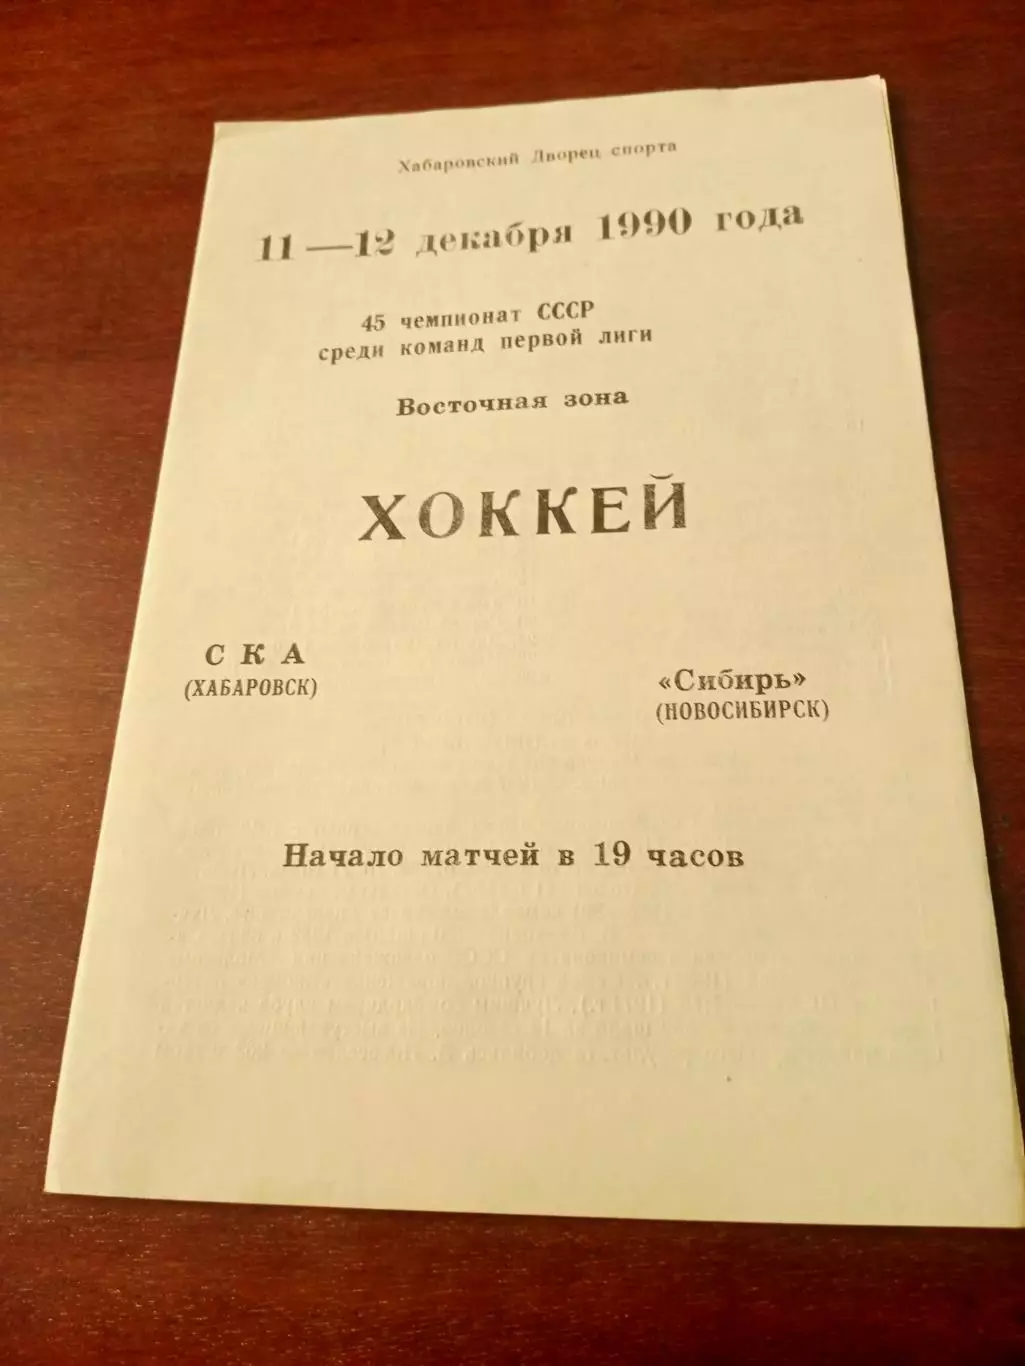 Хабаровский Дворец спорта
11—12 декабря 1990 года
45 чемпионат СССР
среди команд первой лиги
Восточная зона
ХОККЕЙ
СКА
(ХАБАРОВСК)
«Сибирь»
(НОВОСИБИРСК)
Начало матчей в 19 часов